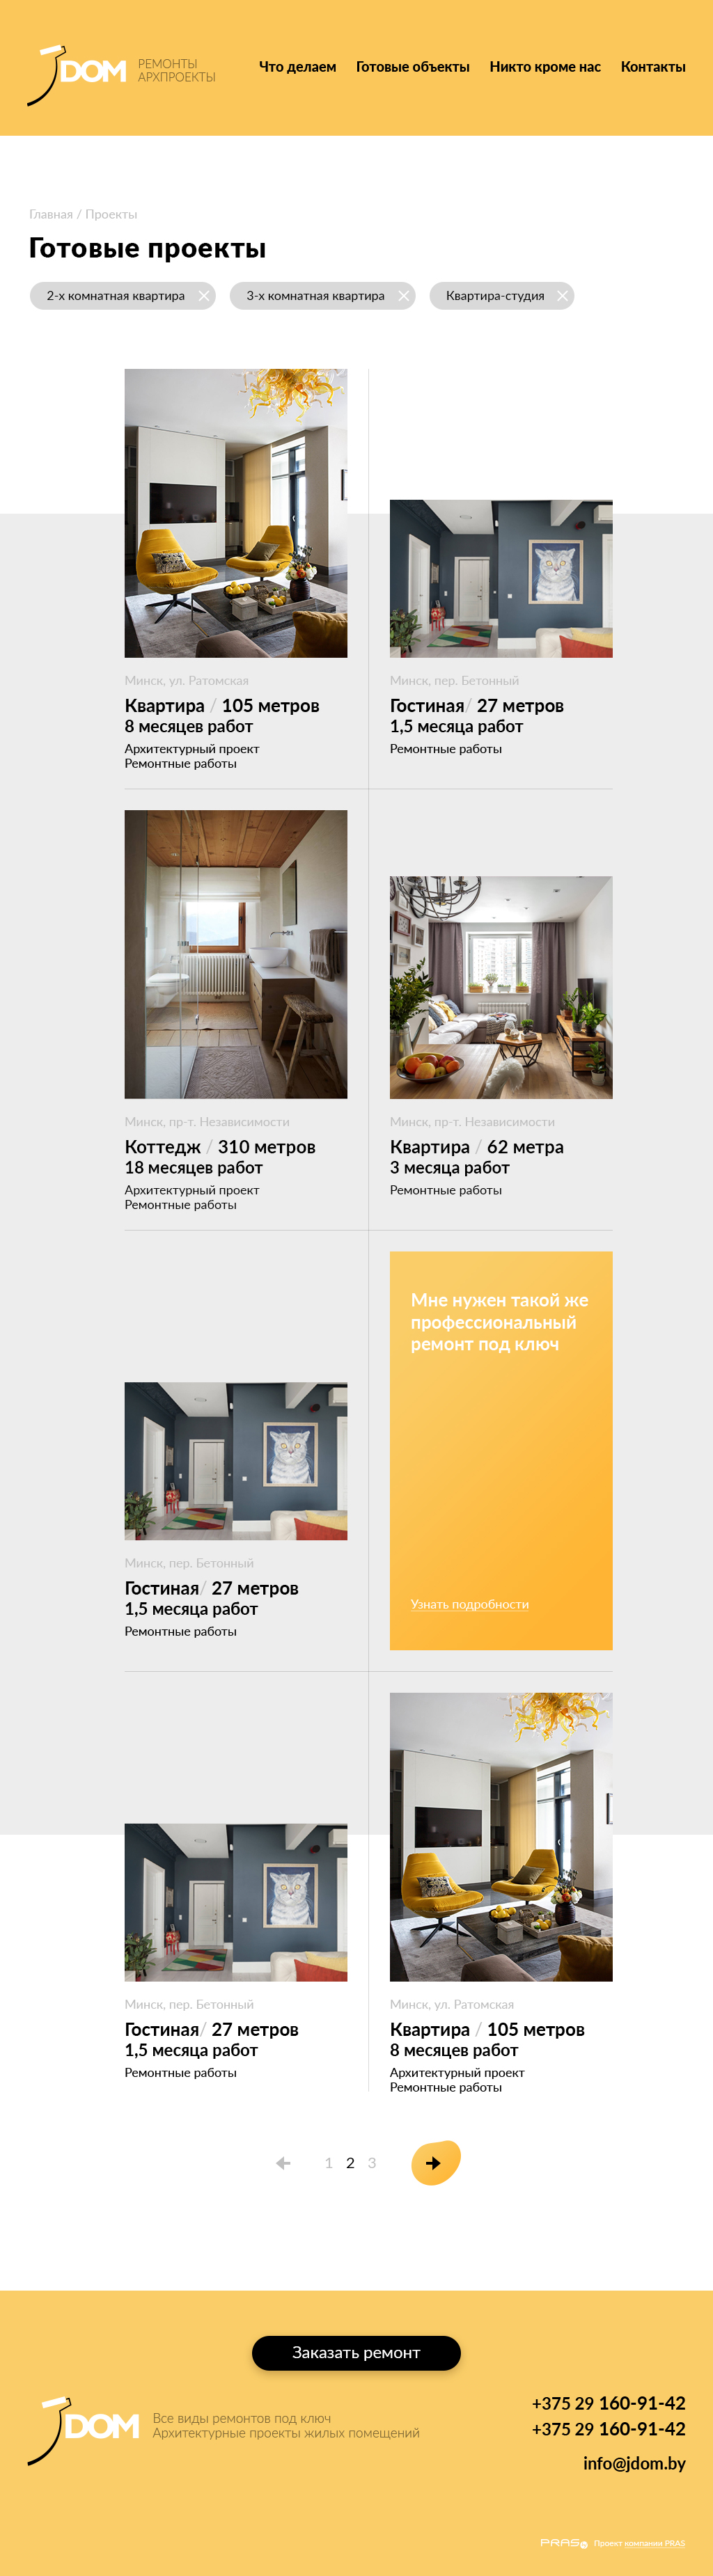 JDOM
РЕМОНТЫ
АРХПРОЕКТЫ
Что делаем Готовые объекты Никто кроме нас Контакты
Главная / Проекты
Готовые проекты
2-х комнатная квартира
3-х комнатная квартира
Квартира-студия
Минск, ул. Ратомская
Квартира / 105 метров
8 месяцев работ
Архитектурный проект
Ремонтные работы
Минск, пер. Бетонный
Гостиная/ 27 метров
1,5 месяца работ
Ремонтные работы
Минск, пр-т. Независимости
Коттедж / 310 метров
18 месяцев работ
Архитектурный проект
Ремонтные работы
Минск, пр-т. Независимости
Квартира / 62 метра
3 месяца работ
Ремонтные работы
Минск, пер. Бетонный
Гостиная/ 27 метров
1,5 месяца работ
Ремонтные работы
Мне нужен такой же
профессиональный
ремонт под ключ
Узнать подробности
Минск, пер. Бетонный
Гостиная/ 27 метров
1,5 месяца работ
Ремонтные работы
Минск, ул. Ратомская
Квартира / 105 метров
8 месяцев работ
Архитектурный проект
Ремонтные работы
1 2 3
Заказать ремонт
JDOM
Все виды ремонтов под ключ
Архитектурные проекты жилых помещений
+375 29 160-91-42
+375 29 160-91-42
info@jdom.by
PRAS Проект компании PRAS